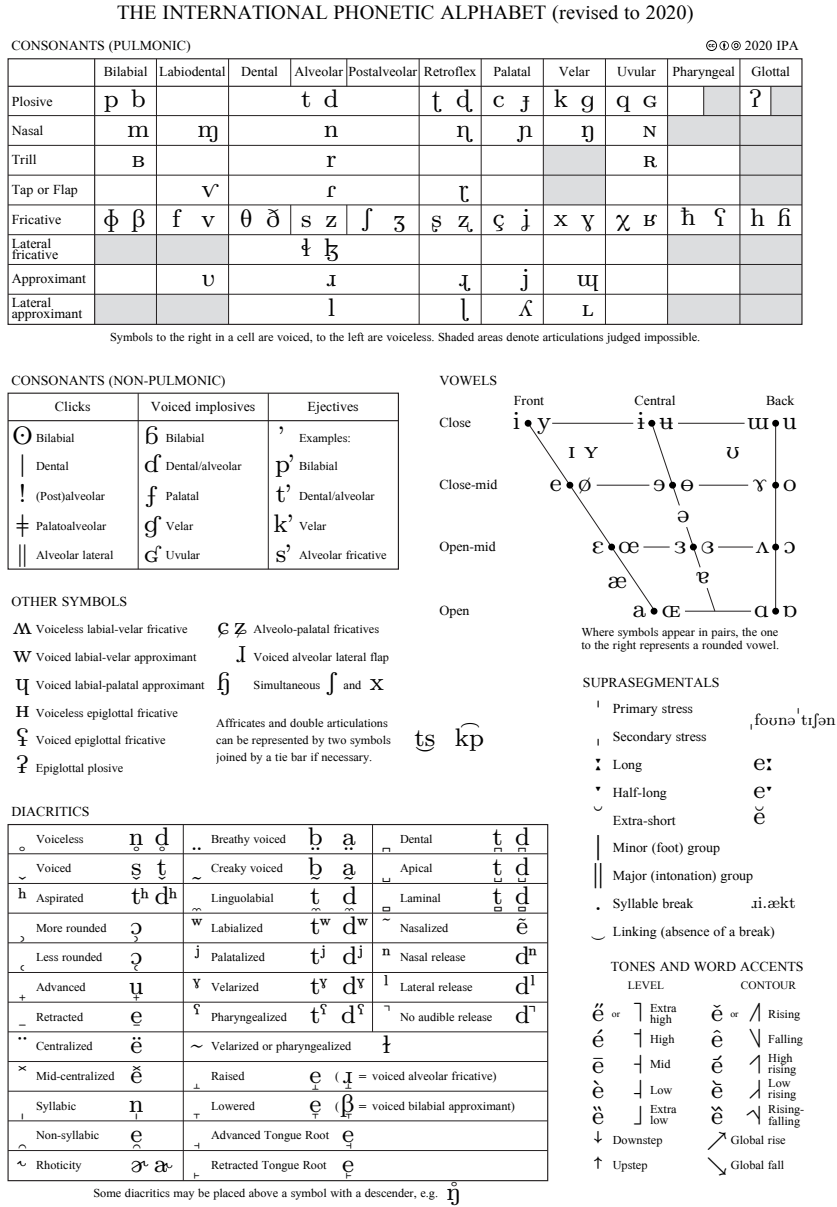 THE INTERNATIONAL PHONETIC ALPHABET (revised to 2020)
CONSONANTS (PULMONIC) 🅭🅯🄎 2020 IPA
Bilabial Labiodental Dental Alveolar Postalveolar Retroflex Palatal Velar Uvular Pharyngeal Glottal
Plosive p b t d ʈ ɖ c ɟ k ɡ q ɢ ʔ
Nasal m ɱ n ɳ ɲ ŋ ɴ
Trill ʙ r ʀ
Tap or Flap ⱱ ɾ ɽ
Fricative ɸ β f v θ ð s z ʃ ʒ ʂ ʐ ç ʝ x ɣ χ ʁ ħ ʕ h ɦ
Lateral
fricative ɬ ɮ
Approximant ʋ ɹ ɻ j ɰ
Lateral
approximant l ɭ ʎ ʟ
Symbols to the right in a cell are voiced, to the left are voiceless. Shaded areas denote articulations judged impossible.
CONSONANTS (NON-PULMONIC)
Clicks Voiced implosives Ejectives
ʘ Bilabial ɓ Bilabial ʼ Examples:
ǀ Dental ɗ Dental/alveolar pʼ Bilabial
ǃ (Post)alveolar ʄ Palatal tʼ Dental/alveolar
ǂ Palatoalveolar ɠ Velar kʼ Velar
ǁ Alveolar lateral ʛ Uvular sʼ Alveolar fricative
VOWELS
Front Central Back
Close i y ɨ ʉ ɯ u
ɪ ʏ ʊ
Close-mid e ø ɘ ɵ ɤ o
ə
Open-mid ɛ œ ɜ ɞ ʌ ɔ
æ ɐ
Open a ɶ ɑ ɒ
Where symbols appear in pairs, the one
to the right represents a rounded vowel.
OTHER SYMBOLS
ʍ Voiceless labial-velar fricative ɕ ʑ Alveolo-palatal fricatives
w Voiced labial-velar approximant ɺ Voiced alveolar lateral flap
ɥ Voiced labial-palatal approximant ɧ Simultaneous ʃ and x
ʜ Voiceless epiglottal fricative
ʢ Voiced epiglottal fricative
ʡ Epiglottal plosive
Affricates and double articulations
can be represented by two symbols
joined by a tie bar if necessary.
t͜s k͡p
SUPRASEGMENTALS
ˈ Primary stress ˌfoʊnəˈtɪʃən
ˌ Secondary stress
ː Long eː
ˑ Half-long eˑ
̆ Extra-short ĕ
| Minor (foot) group
‖ Major (intonation) group
. Syllable break ɹi.ækt
‿ Linking (absence of a break)
DIACRITICS
̥ Voiceless n̥ d̥ ̤ Breathy voiced b̤ a̤ ̪ Dental t̪ d̪
̬ Voiced s̬ t̬ ̰ Creaky voiced b̰ a̰ ̺ Apical t̺ d̺
ʰ Aspirated tʰ dʰ ̼ Linguolabial t̼ d̼ ̻ Laminal t̻ d̻
̹ More rounded ɔ̹ ʷ Labialized tʷ dʷ ̃ Nasalized ẽ
̜ Less rounded ɔ̜ ʲ Palatalized tʲ dʲ ⁿ Nasal release dⁿ
̟ Advanced u̟ ˠ Velarized tˠ dˠ ˡ Lateral release dˡ
̠ Retracted e̠ ˤ Pharyngealized tˤ dˤ ̚ No audible release d̚
̈ Centralized ë ̴ Velarized or pharyngealized ɫ
̽ Mid-centralized e̽ ̝ Raised e̝ (ɹ̝ = voiced alveolar fricative)
̩ Syllabic n̩ ̞ Lowered e̞ (β̞ = voiced bilabial approximant)
̯ Non-syllabic e̯ ̘ Advanced Tongue Root e̘
˞ Rhoticity ɚ a˞ ̙ Retracted Tongue Root e̙
Some diacritics may be placed above a symbol with a descender, e.g. ŋ̊
TONES AND WORD ACCENTS
LEVEL CONTOUR
e̋ or ˥ Extra
high ě or ˩˥ Rising
é ˦ High ê ˥˩ Falling
ē ˧ Mid e᷄ ˧˥ High
rising
è ˨ Low e᷅ ˩˧ Low
rising
ȅ ˩ Extra
low e᷈ ˧˦˧ Rising-
falling
ꜜ Downstep ↗ Global rise
ꜛ Upstep ↘ Global fall